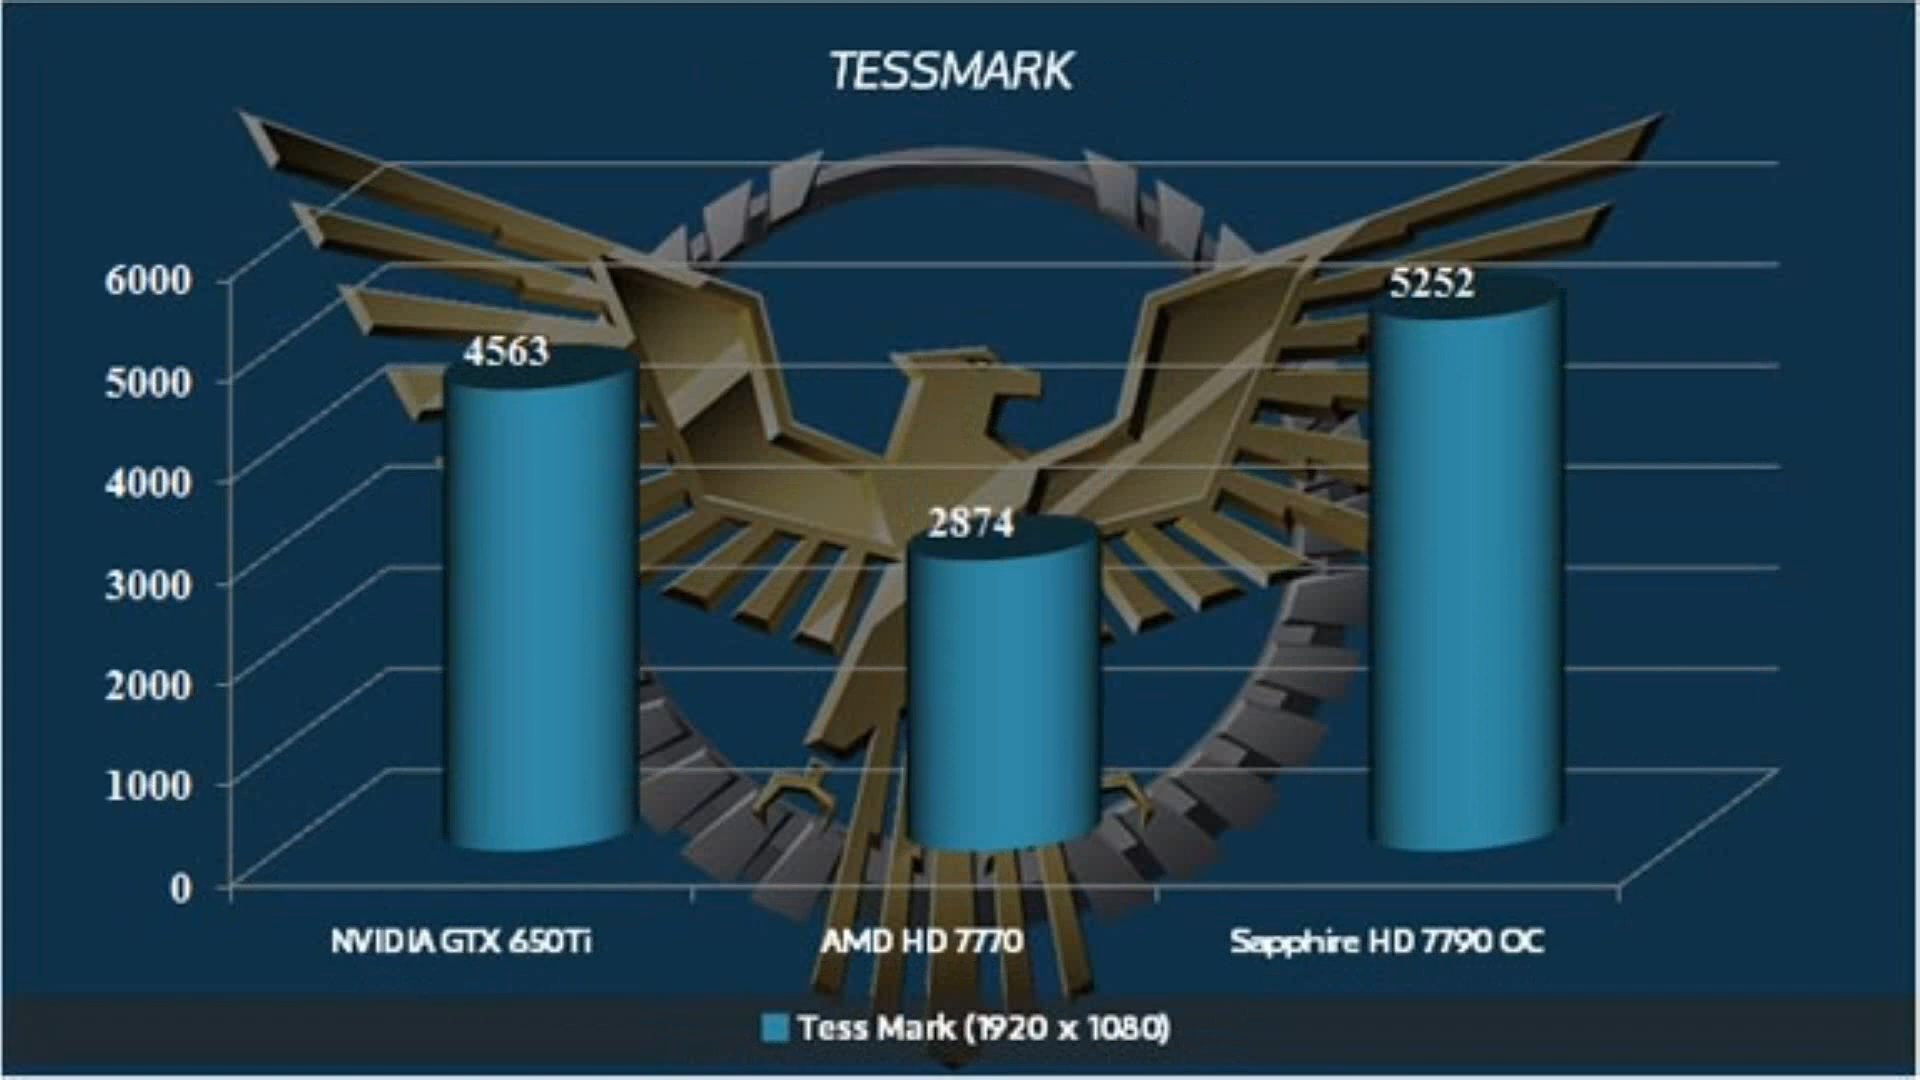 TESSMARK
6000
5000
4000
3000
2000
1000
0
4563
2874
5252
NVIDIA GTX 650Ti
AMD HD 7770
Sapphire HD 7790 OC
Tess Mark (1920 x 1080)